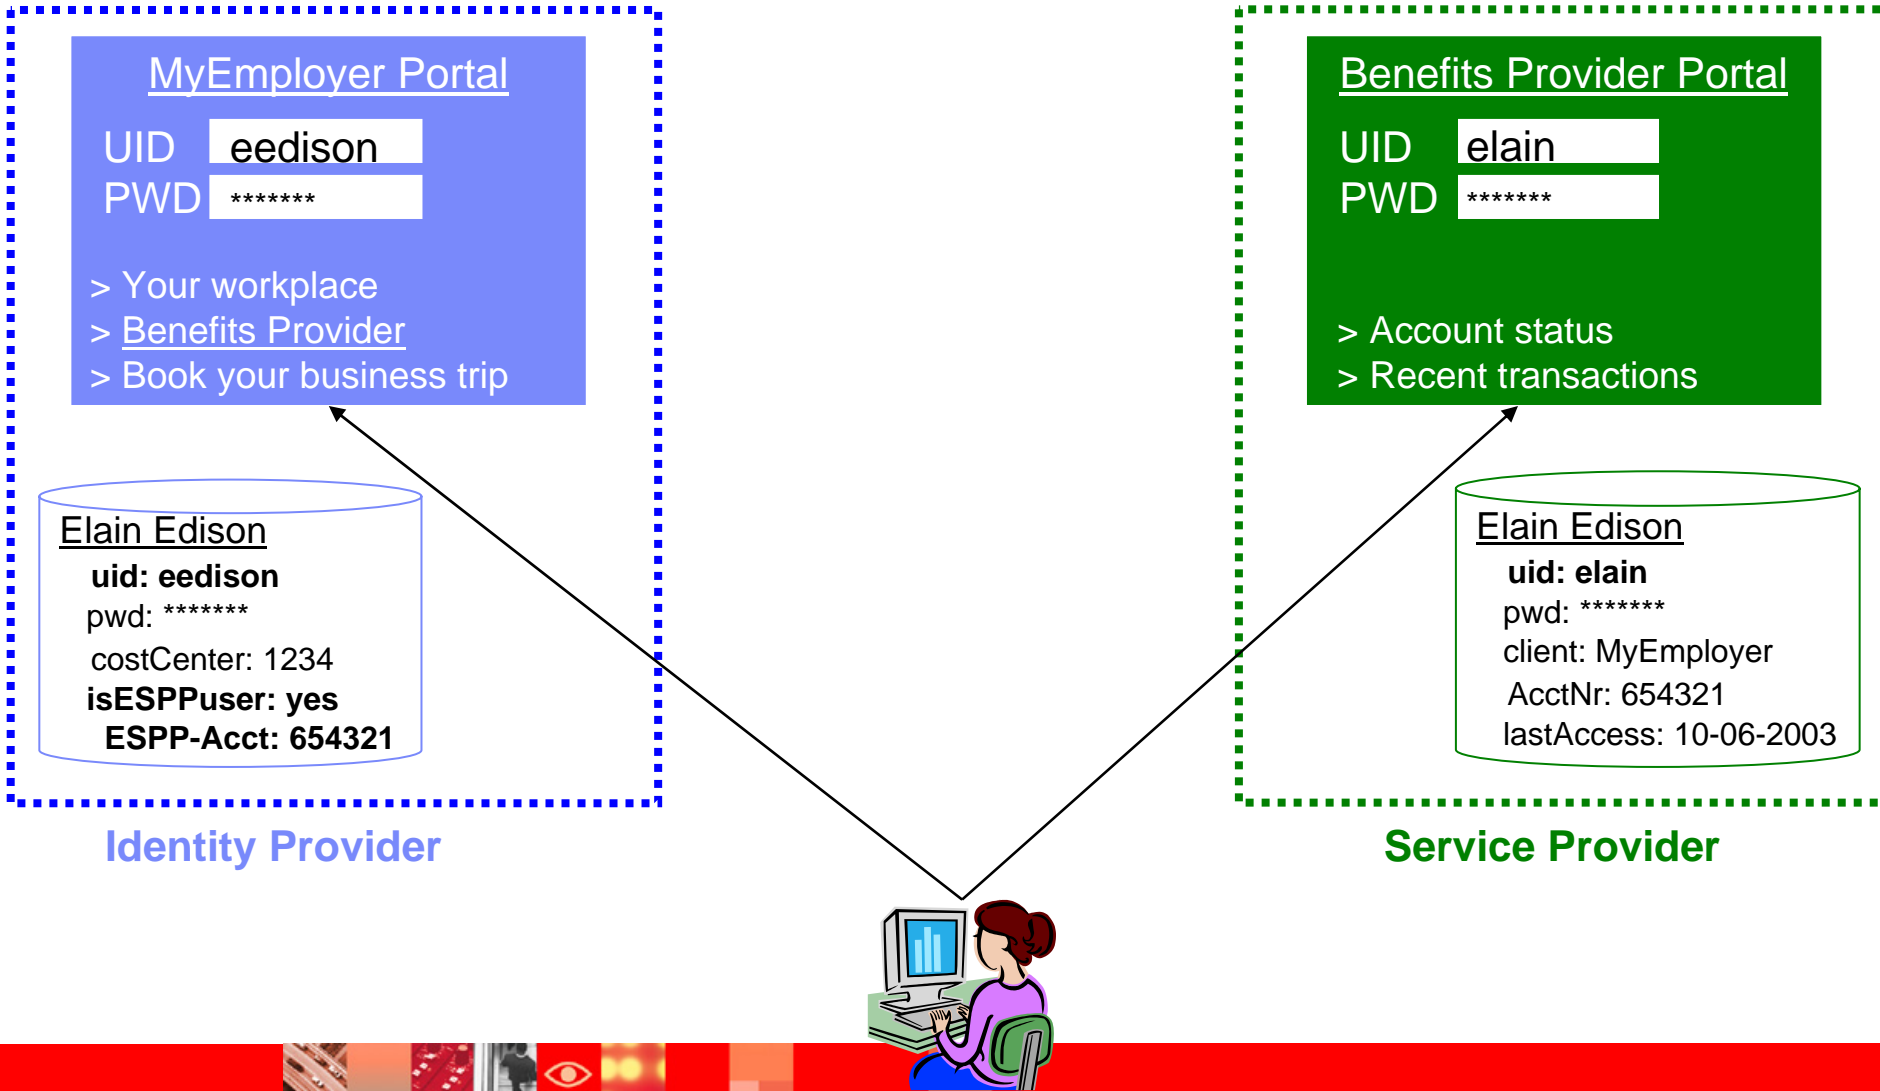 MyEmployer Portal
UID eedison
PWD *******
> Your workplace
> Benefits Provider
> Book your business trip
Elain Edison
uid: eedison
pwd: *******
costCenter: 1234
isESPPuser: yes
ESPP-Acct: 654321
Identity Provider
Benefits Provider Portal
UID elain
PWD *******
> Account status
> Recent transactions
Elain Edison
uid: elain
pwd: *******
client: MyEmployer
AcctNr: 654321
lastAccess: 10-06-2003
Service Provider